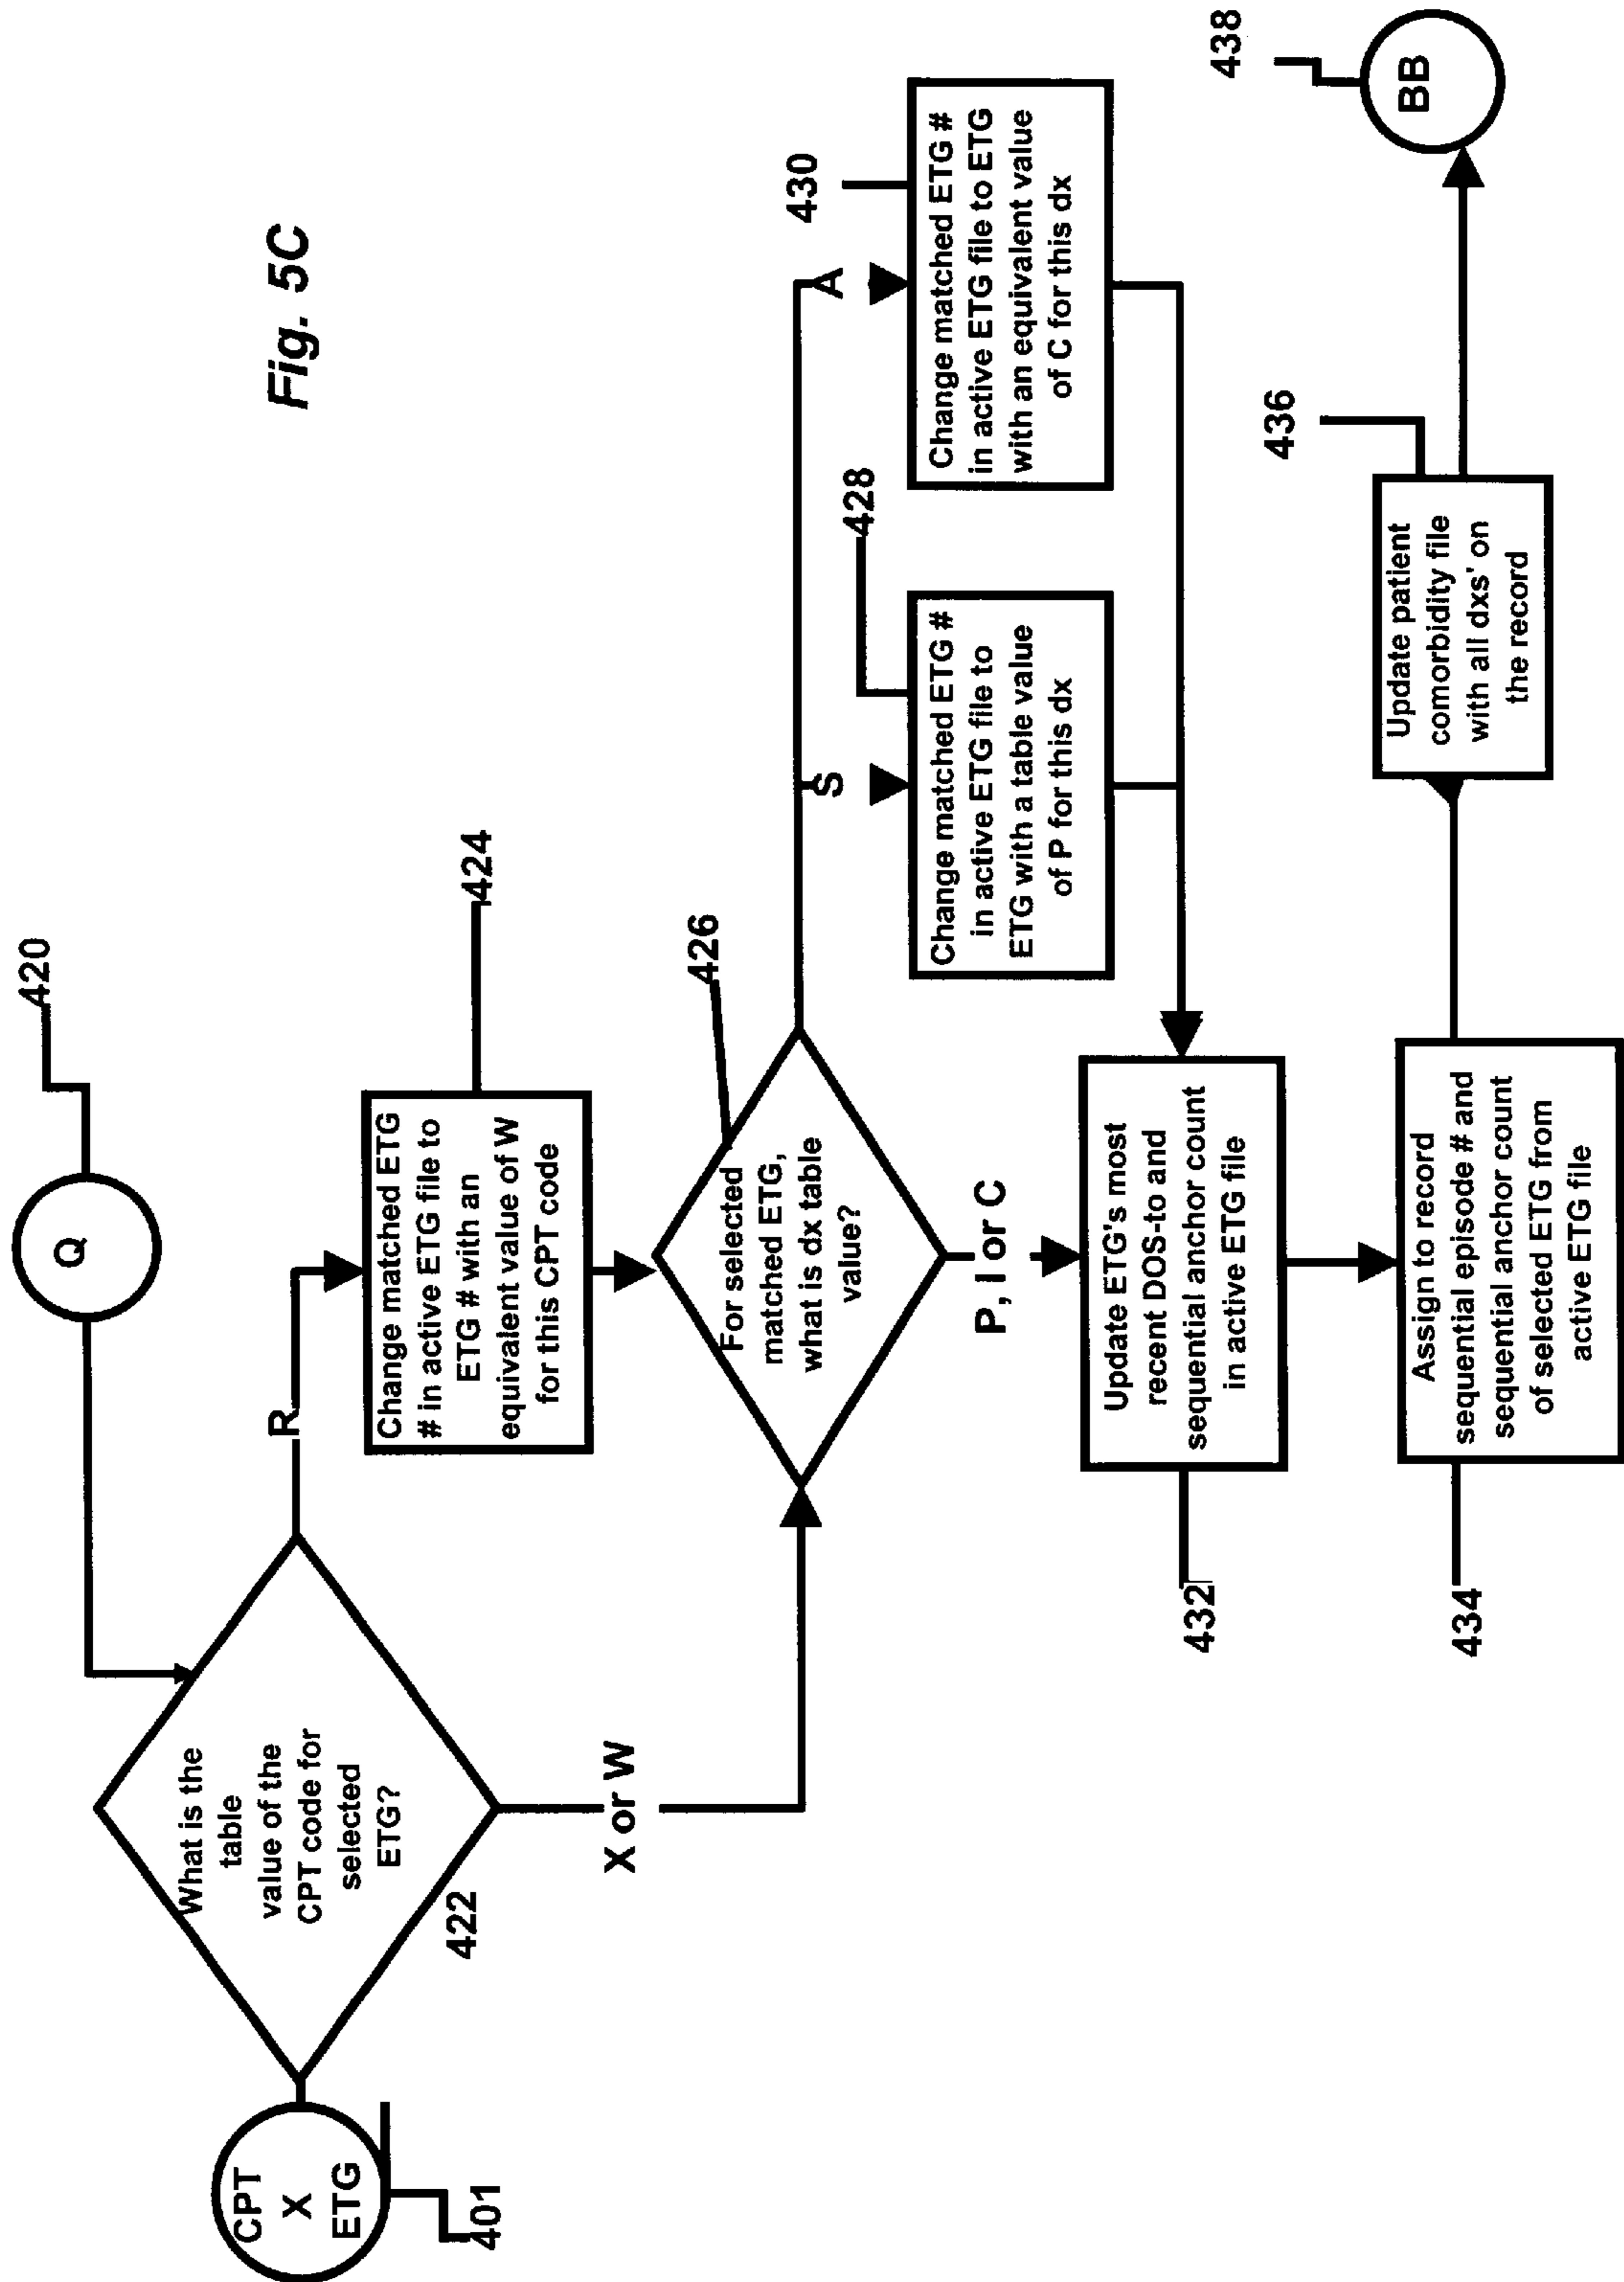 Fig. 5C
420
Q
CPT
X
ETG
401
What is the
table
value of the
CPT code for
selected
ETG?
422
R
X or W
Change matched ETG
# in active ETG file to
ETG # with an
equivalent value of W
for this CPT code
424
For selected
matched ETG,
what is dx table
value?
426
S
A
P, I or C
Change matched ETG #
in active ETG file to
ETG with a table value
of P for this dx
428
Change matched ETG #
in active ETG file to ETG
with an equivalent value
of C for this dx
430
Update ETG's most
recent DOS-to and
sequential anchor count
in active ETG file
432
Assign to record
sequential episode # and
sequential anchor count
of selected ETG from
active ETG file
434
Update patient
comorbidity file
with all dxs' on
the record
436
BB
438